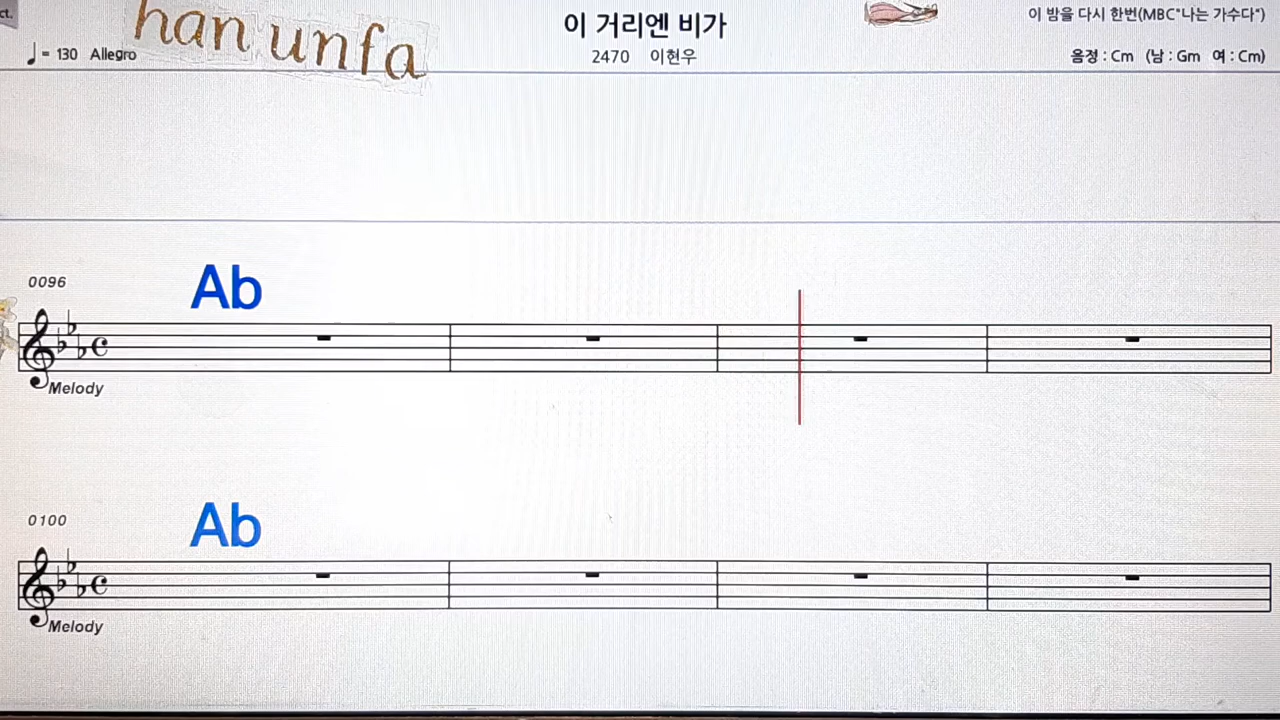 ct.
han unfa
이 거리엔 비가
이 밤을 다시 한번(MBC"나는 가수다")
= 130 Allegro
2470 이현우
음정 : Cm (남 : Gm 여 : Cm)
0096
Ab
Melody
0100
Ab
Melody